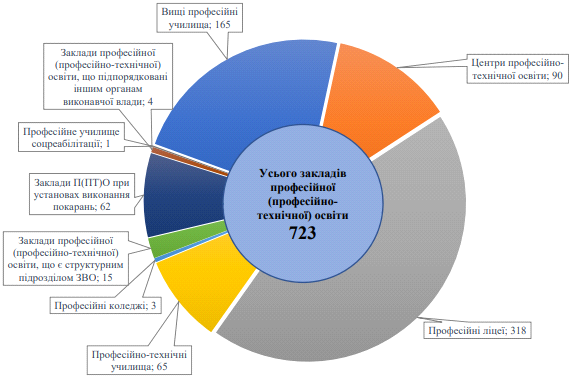 Вищі професійні
училища; 165
Заклади професійної
(професійно-технічної)
освіти, що підпорядковані
іншим органам
виконавчої влади; 4
Центри професійно-
технічної освіти; 90
Професійне училище
соцреабілітації; 1
Усього закладів
професійної
(професійно-
технічної) освіти
723
Заклади П(ПТ)О при
установах виконання
покарань; 62
Заклади професійної
(професійно-технічної)
освіти, що є структурним
підрозділом ЗВО; 15
Професійні коледжі; 3
Професійні ліцеї; 318
Професійно-технічні
училища; 65